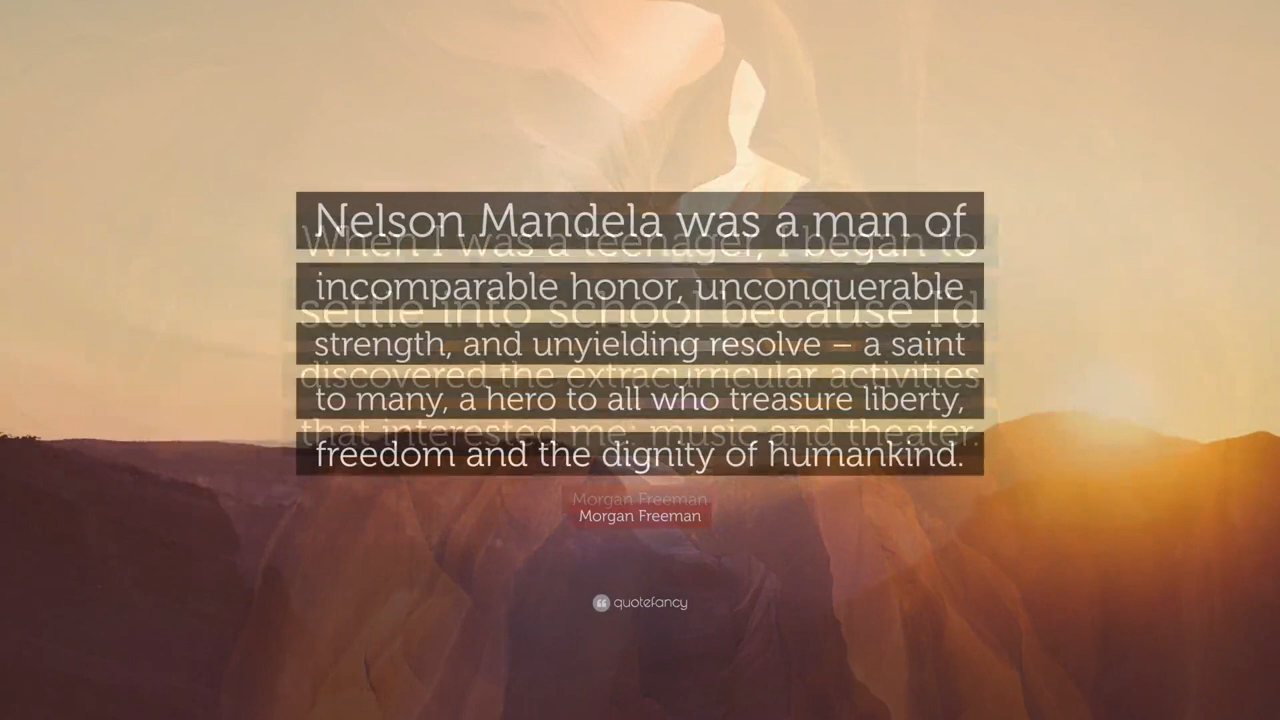 Nelson Mandela was a man of
When I was a teenager, I began to
incomparable honor, unconquerable
settle into school because I'd
strength, and unyielding resolve – a saint
discovered the extracurricular activities
to many, a hero to all who treasure liberty,
that interested me: music and theater.
freedom and the dignity of humankind.
Morgan Freeman
Morgan Freeman
quotefancy